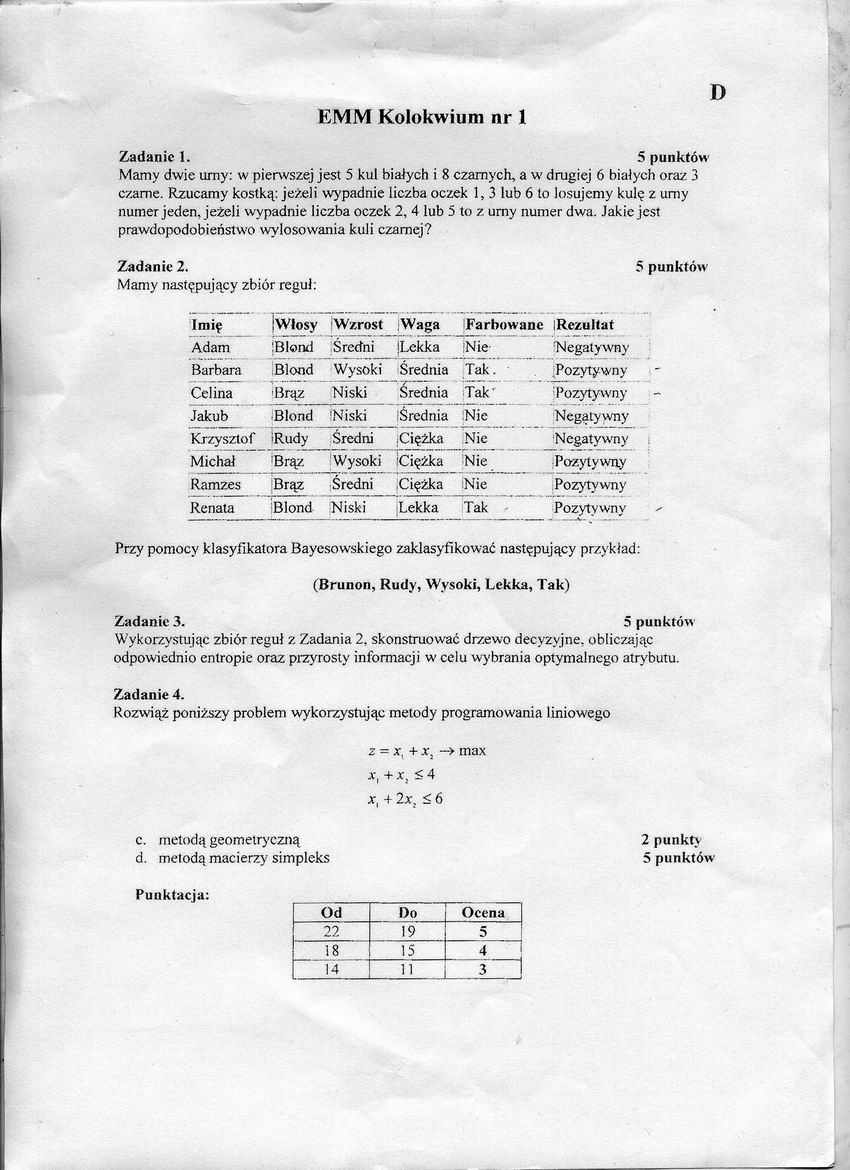 D
EMM Kolokwium nr 1
Zadanie 1. 5 punktów
Mamy dwie urny: w pierwszej jest 5 kul białych i 8 czarnych, a w drugiej 6 białych oraz 3
czarne. Rzucamy kostką: jeżeli wypadnie liczba oczek 1, 3 lub 6 to losujemy kulę z urny
numer jeden, jeżeli wypadnie liczba oczek 2, 4 lub 5 to z urny numer dwa. Jakie jest
prawdopodobieństwo wylosowania kuli czarnej?
Zadanie 2. 5 punktów
Mamy następujący zbiór reguł:
Imię Włosy Wzrost Waga Farbowane Rezultat
Adam Blond Średni Lekka Nie Negatywny
Barbara Blond Wysoki Średnia Tak Pozytywny
Celina Brąz Niski Średnia Tak Pozytywny
Jakub Blond Niski Średnia Nie Negatywny
Krzysztof Rudy Średni Ciężka Nie Negatywny
Michał Brąz Wysoki Ciężka Nie Pozytywny
Ramzes Brąz Średni Ciężka Nie Pozytywny
Renata Blond Niski Lekka Tak Pozytywny
Przy pomocy klasyfikatora Bayesowskiego zaklasyfikować następujący przykład:
(Brunon, Rudy, Wysoki, Lekka, Tak)
Zadanie 3. 5 punktów
Wykorzystując zbiór reguł z Zadania 2, skonstruować drzewo decyzyjne, obliczając
odpowiednio entropie oraz przyrosty informacji w celu wybrania optymalnego atrybutu.
Zadanie 4.
Rozwiąż poniższy problem wykorzystując metody programowania liniowego
z = x₁ + x₂ → max
x₁ + x₂ ≤ 4
x₁ + 2x₂ ≤ 6
c. metodą geometryczną 2 punkty
d. metodą macierzy simpleks 5 punktów
Punktacja:
Od Do Ocena
22 19 5
18 15 4
14 11 3